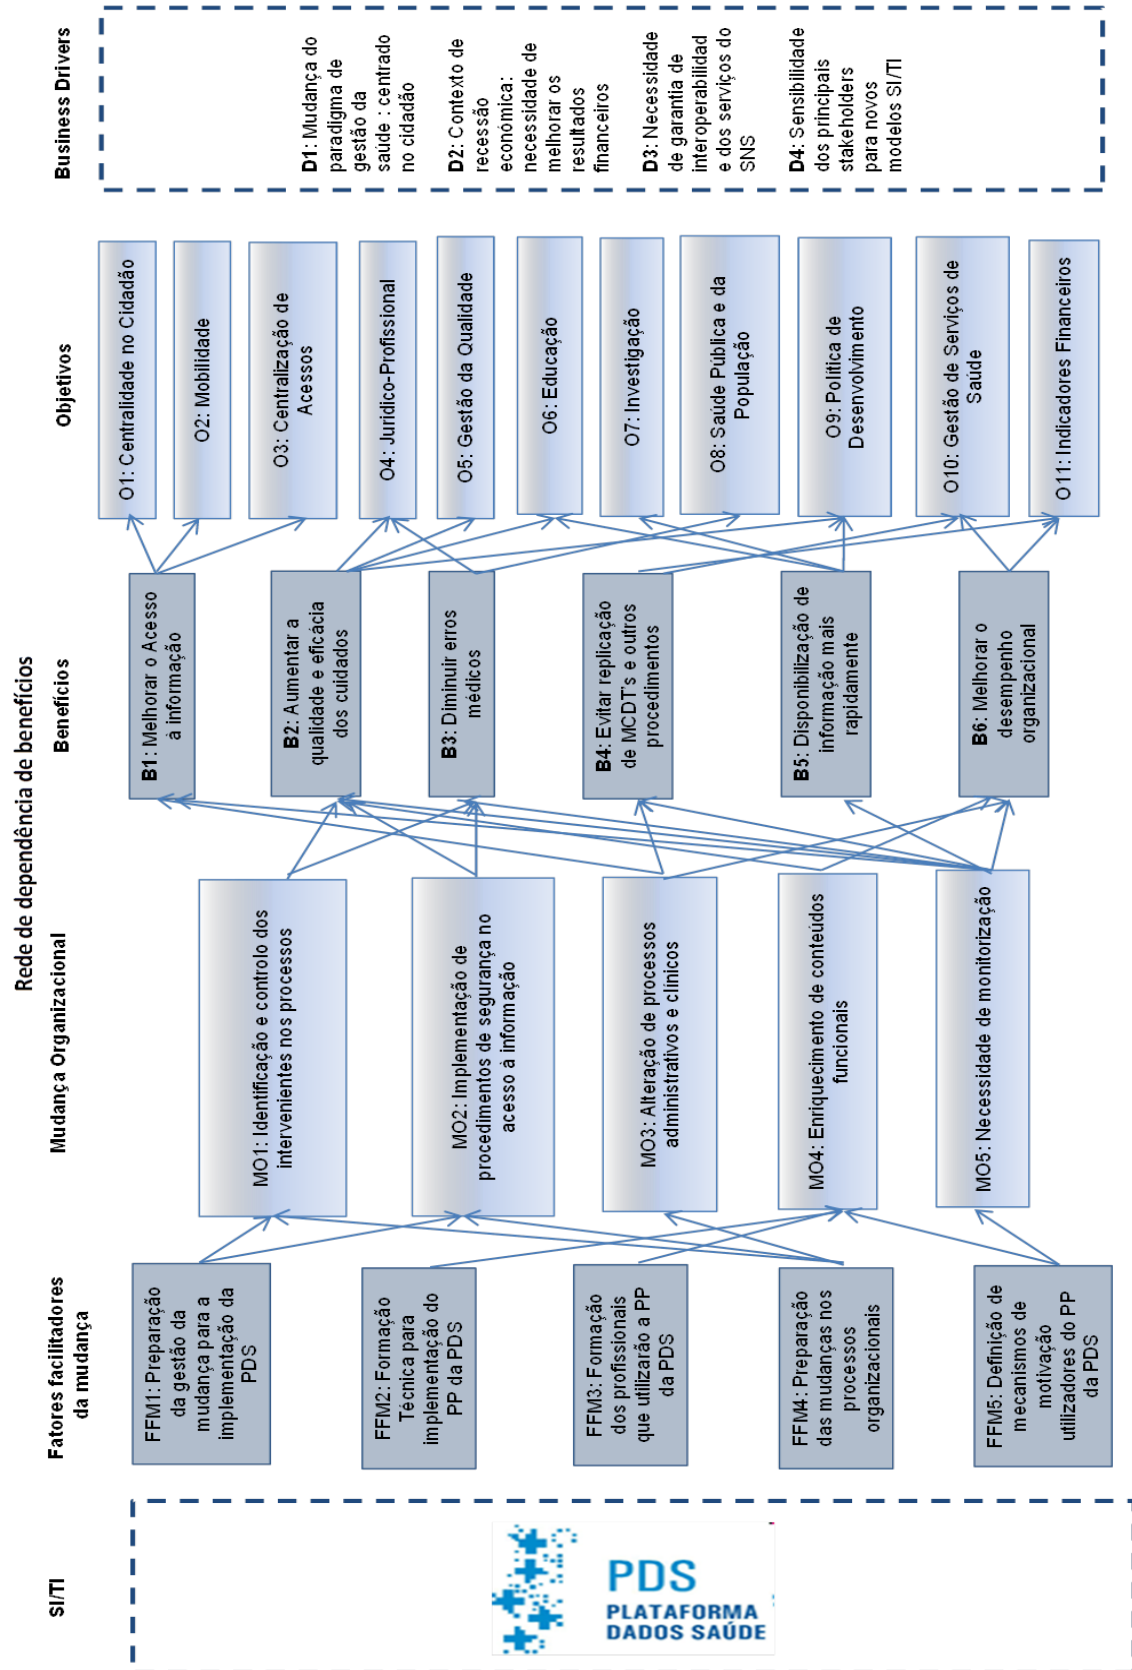 Rede de dependência de benefícios
SI/TI
PDS
PLATAFORMA
DADOS SAÚDE
Fatores facilitadores
da mudança
FFM1: Preparação
da gestão da
mudança para a
implementação da
PDS
FFM2: Formação
Técnica para
implementação do
PP da PDS
FFM3: Formação
dos profissionais
que utilizarão a PP
da PDS
FFM4: Preparação
das mudanças nos
processos
organizacionais
FFM5: Definição de
mecanismos de
motivação
utilizadores do PP
da PDS
Mudança Organizacional
MO1: Identificação e controlo dos
intervenientes nos processos
MO2: Implementação de
procedimentos de segurança no
acesso à informação
MO3: Alteração de processos
administrativos e clínicos
MO4: Enriquecimento de conteúdos
funcionais
MO5: Necessidade de monitorização
Benefícios
B1: Melhorar o Acesso
à informação
B2: Aumentar a
qualidade e eficácia
dos cuidados
B3: Diminuir erros
médicos
B4: Evitar replicação
de MCDT's e outros
procedimentos
B5: Disponibilização de
informação mais
rapidamente
B6: Melhorar o
desempenho
organizacional
Objetivos
O1: Centralidade no Cidadão
O2: Mobilidade
O3: Centralização de
Acessos
O4: Jurídico-Profissional
O5: Gestão da Qualidade
O6: Educação
O7: Investigação
O8: Saúde Pública e da
População
O9: Política de
Desenvolvimento
O10: Gestão de Serviços de
Saúde
O11: Indicadores Financeiros
Business Drivers
D1: Mudança do
paradigma de
gestão da
saúde : centrado
no cidadão
D2: Contexto de
recessão
económica:
necessidade de
melhorar os
resultados
financeiros
D3: Necessidade
de garantia de
interoperabilidad
e dos serviços do
SNS
D4: Sensibilidade
dos principais
stakeholders
para novos
modelos SI/TI